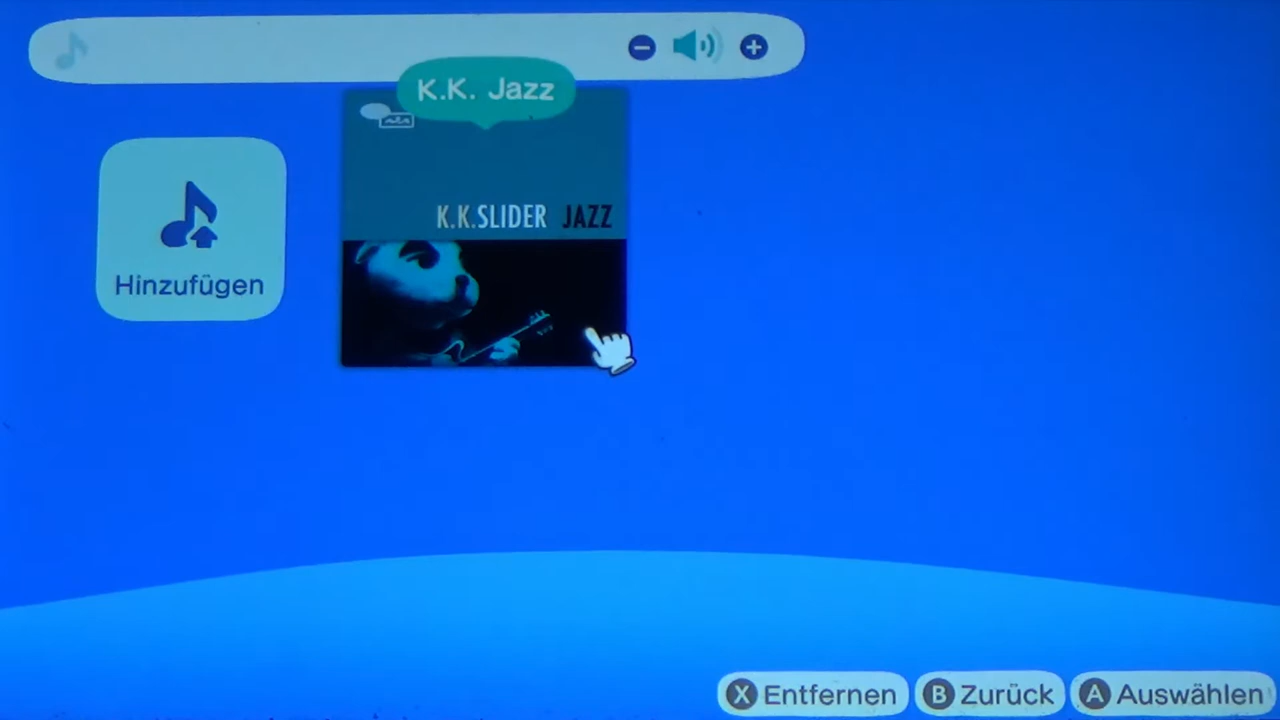 K.K. Jazz
K.K.SLIDER JAZZ
Hinzufügen
X Entfernen B Zurück A Auswählen